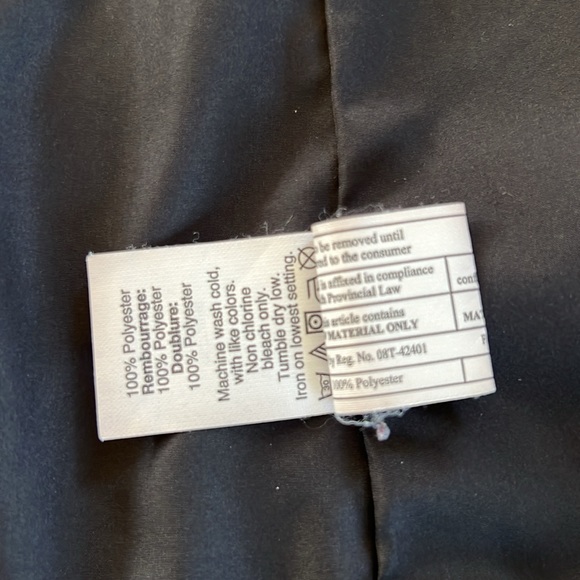 100% Polyester
Rembourrage:
100% Polyester
Doublure:
100% Polyester
Machine wash cold,
with like colors.
Non chlorine
bleach only.
Tumble dry low.
Iron on lowest setting.
be removed until
to the consumer
affixed in compliance
Provincial Law
article contains
MATERIAL ONLY
Reg. No. 08T-42401
100% Polyester